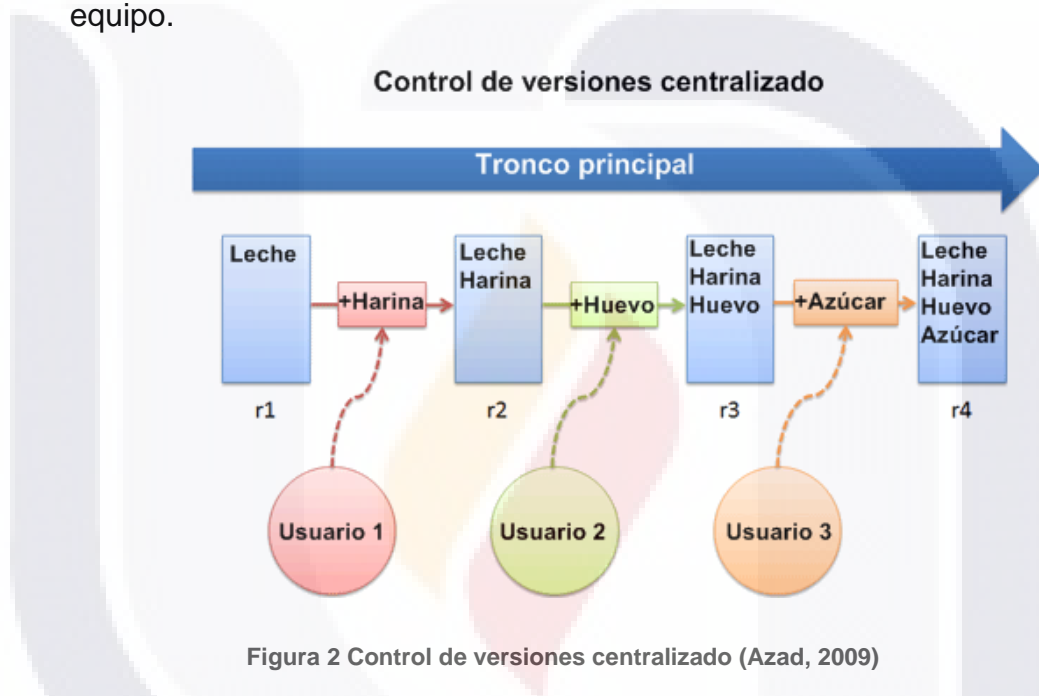 equipo.
Control de versiones centralizado
Tronco principal
Leche
+Harina
Leche
Harina
+Huevo
Leche
Harina
Huevo
+Azúcar
Leche
Harina
Huevo
Azúcar
r1
r2
r3
r4
Usuario 1
Usuario 2
Usuario 3
Figura 2 Control de versiones centralizado (Azad, 2009)